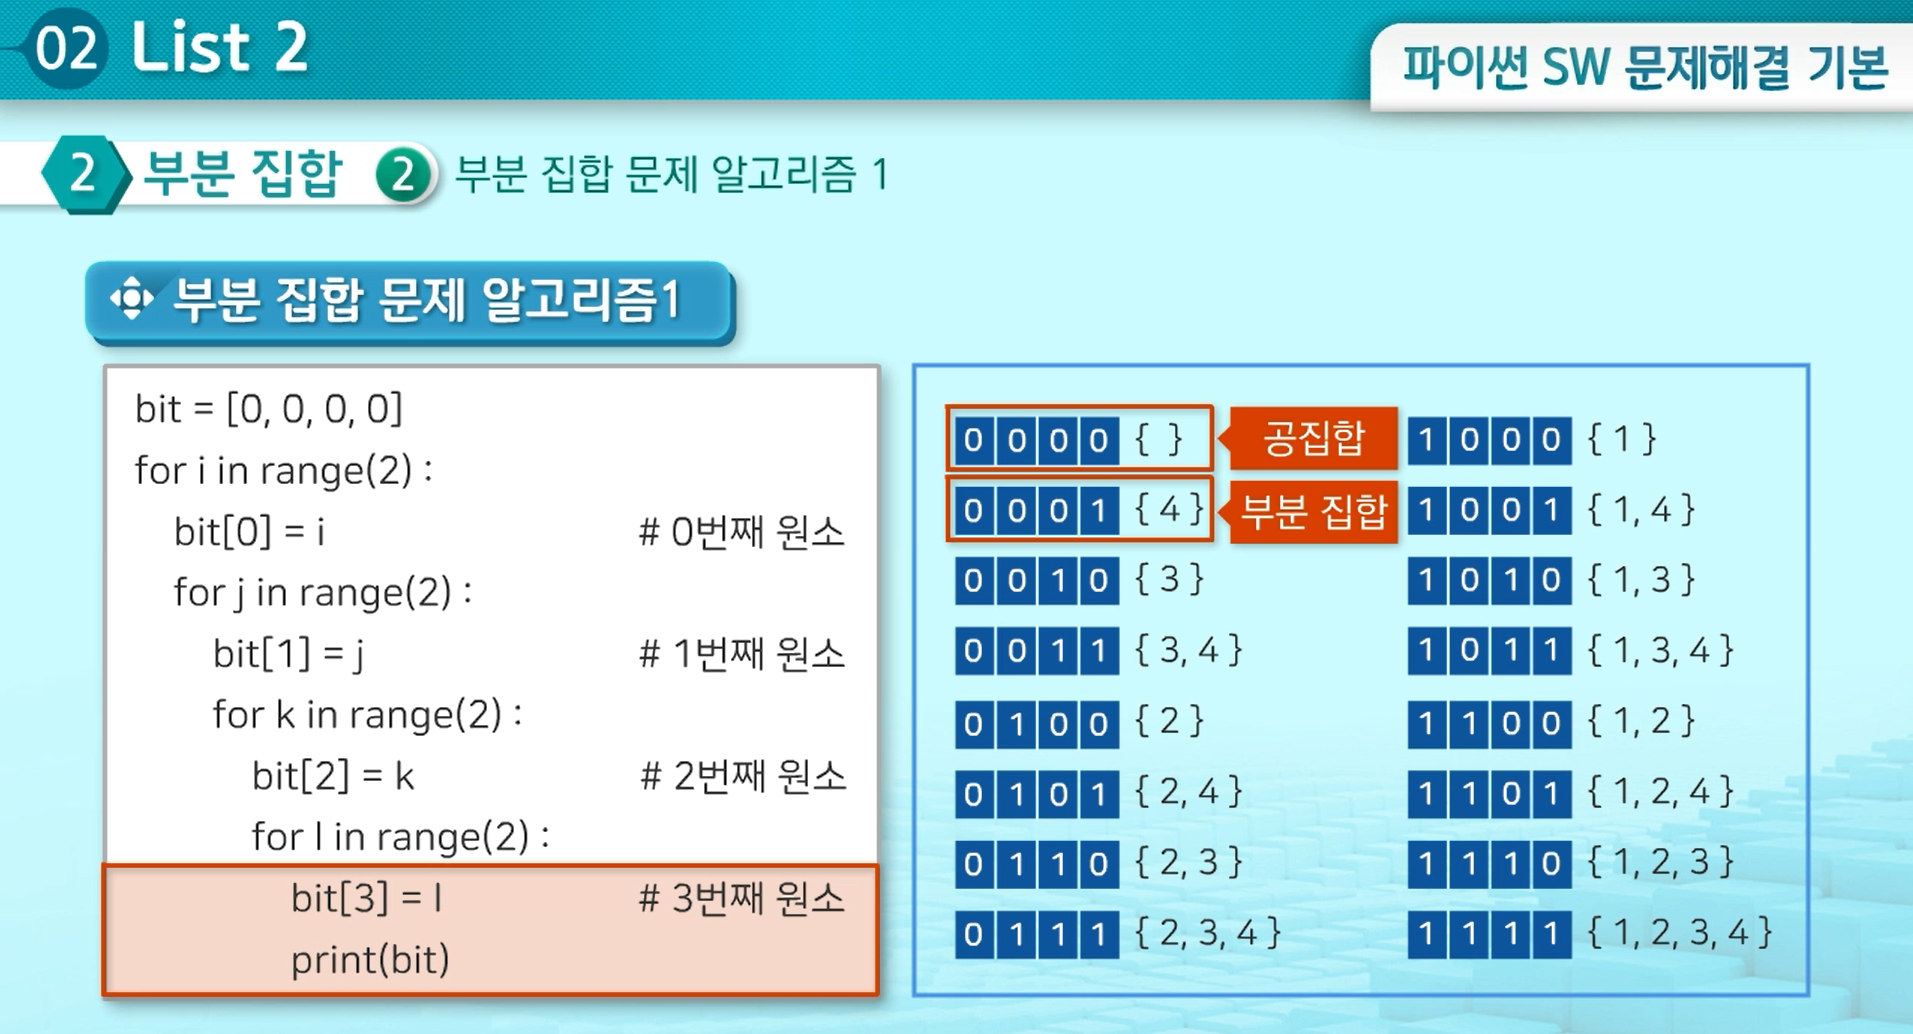 02 List 2
파이썬 SW 문제해결 기본
2 부분 집합 2 부분 집합 문제 알고리즘 1
부분 집합 문제 알고리즘1
bit = [0, 0, 0, 0]
for i in range(2) :
bit[0] = i # 0번째 원소
for j in range(2) :
bit[1] = j # 1번째 원소
for k in range(2) :
bit[2] = k # 2번째 원소
for l in range(2) :
bit[3] = l # 3번째 원소
print(bit)
0 0 0 0 { } 공집합
0 0 0 1 { 4 } 부분 집합
0 0 1 0 { 3 }
0 0 1 1 { 3, 4 }
0 1 0 0 { 2 }
0 1 0 1 { 2, 4 }
0 1 1 0 { 2, 3 }
0 1 1 1 { 2, 3, 4 }
1 0 0 0 { 1 }
1 0 0 1 { 1, 4 }
1 0 1 0 { 1, 3 }
1 0 1 1 { 1, 3, 4 }
1 1 0 0 { 1, 2 }
1 1 0 1 { 1, 2, 4 }
1 1 1 0 { 1, 2, 3 }
1 1 1 1 { 1, 2, 3, 4 }